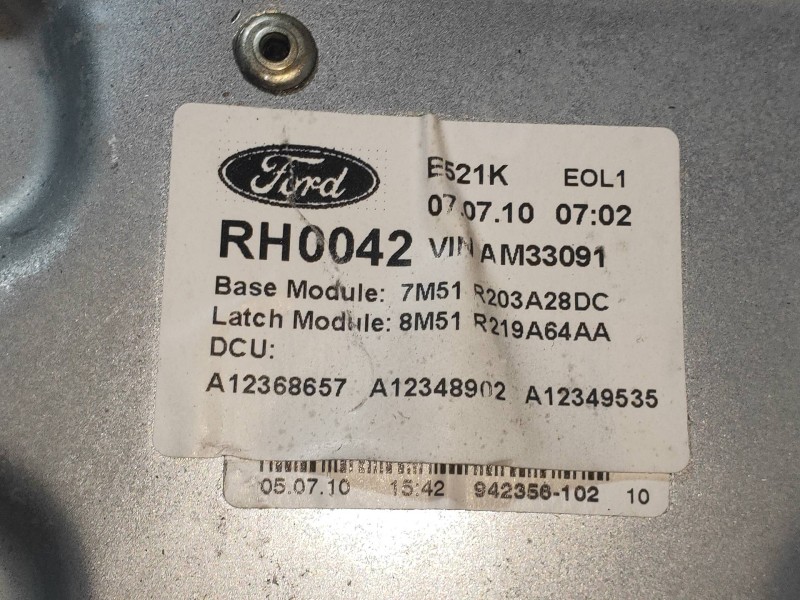 Ford
E521K EOL1
07.07.10 07:02
RH0042 VIN AM33091
Base Module: 7M51 R203A28DC
Latch Module: 8M51 R219A64AA
DCU:
A12368657 A12348902 A12349535
05.07.10 15:42 942356-102 10